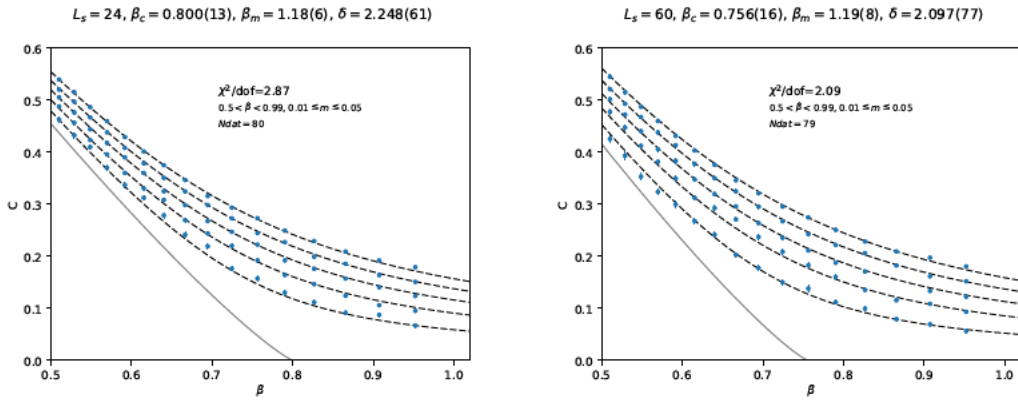 L_s = 24, β_c = 0.800(13), β_m = 1.18(6), δ = 2.248(61)
0.6
0.5
0.4
0.3
0.2
0.1
0.0
C
χ²/dof=2.87
0.5 < β < 0.99, 0.01 ≤ m ≤ 0.05
Ndat = 80
0.5 0.6 0.7 0.8 0.9 1.0
β
L_s = 60, β_c = 0.756(16), β_m = 1.19(8), δ = 2.097(77)
0.6
0.5
0.4
0.3
0.2
0.1
0.0
C
χ²/dof=2.09
0.5 < β < 0.99, 0.01 ≤ m ≤ 0.05
Ndat = 79
0.5 0.6 0.7 0.8 0.9 1.0
β